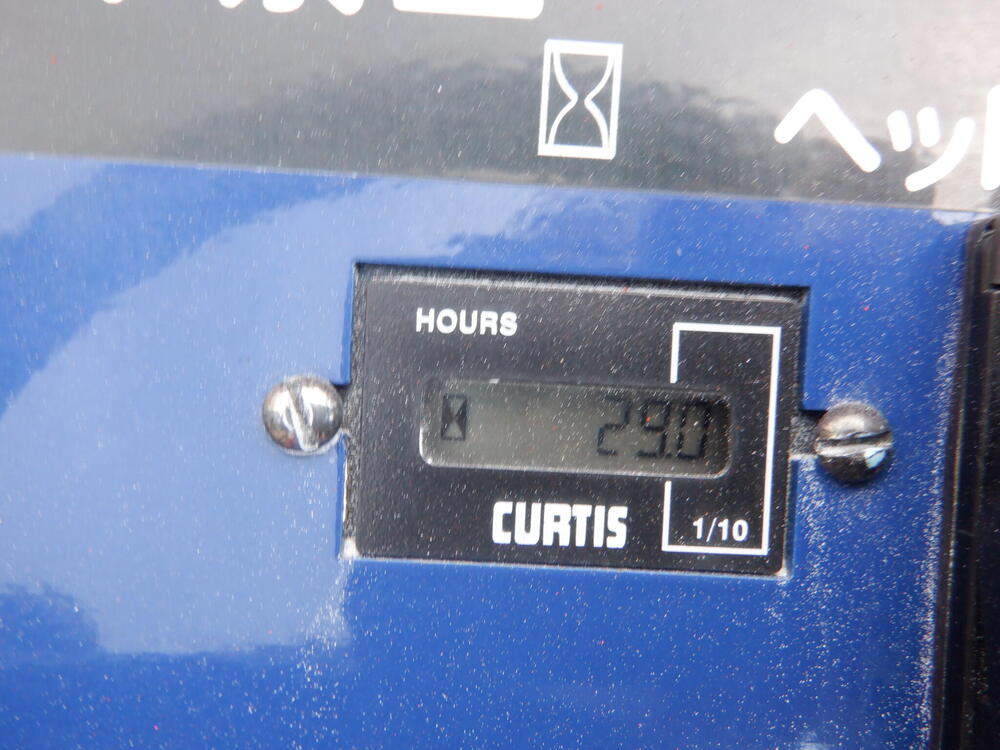 ヘッ
HOURS
29.0
CURTIS
1/10